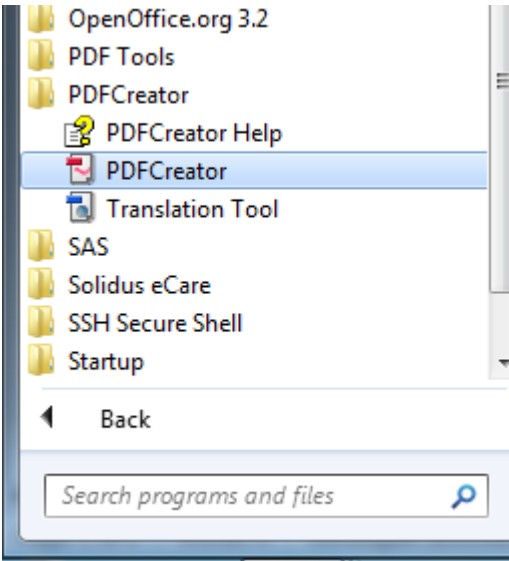 OpenOffice.org 3.2
PDF Tools
PDFCreator
PDFCreator Help
PDFCreator
Translation Tool
SAS
Solidus eCare
SSH Secure Shell
Startup
Back
Search programs and files